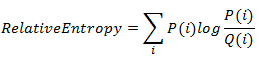 RelativeEntropy = ∑_i P(i)log P(i)/Q(i)